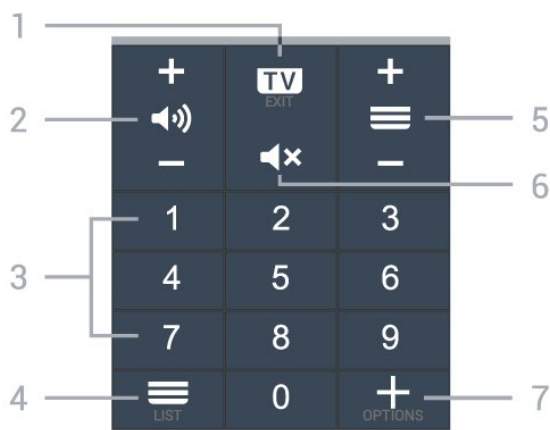 1
+ TV +
EXIT
2 5
− −
6
1 2 3
3
4 5 6
7 8 9
4 0 + 7
LIST OPTIONS